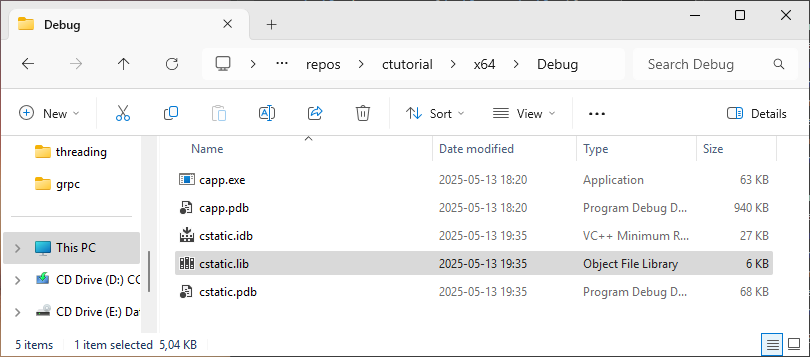 Debug
repos ctutorial x64 Debug Search Debug
New Sort View Details
threading
grpc
This PC
CD Drive (D:) CC
CD Drive (E:) Da
Name Date modified Type Size
capp.exe 2025-05-13 18:20 Application 63 KB
capp.pdb 2025-05-13 18:20 Program Debug D... 940 KB
cstatic.idb 2025-05-13 19:35 VC++ Minimum R... 27 KB
cstatic.lib 2025-05-13 19:35 Object File Library 6 KB
cstatic.pdb 2025-05-13 19:35 Program Debug D... 68 KB
5 items 1 item selected 5,04 KB